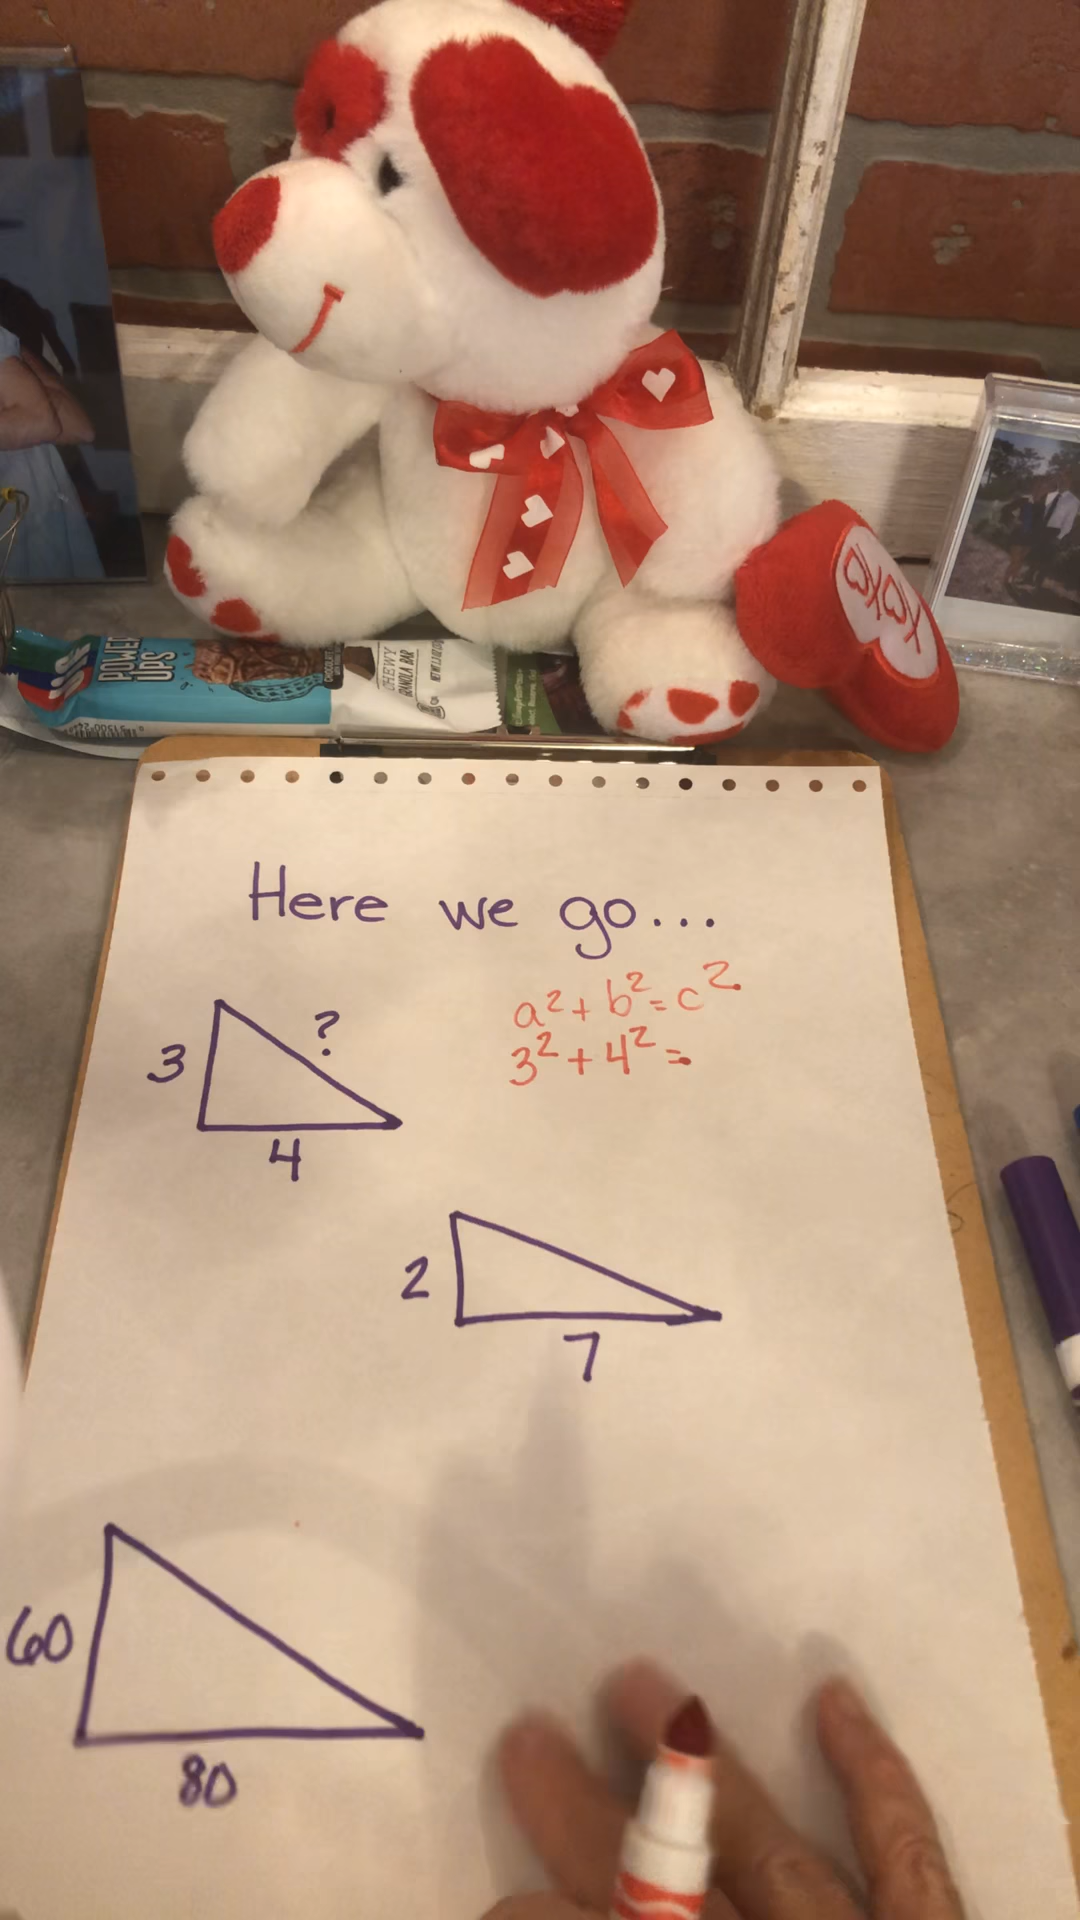 XOXO
POWER
UPS
CHEWY
GRANOLA BAR
Here we go...
a²+b²=c²
3²+4²=
?
3
4
2
7
60
80